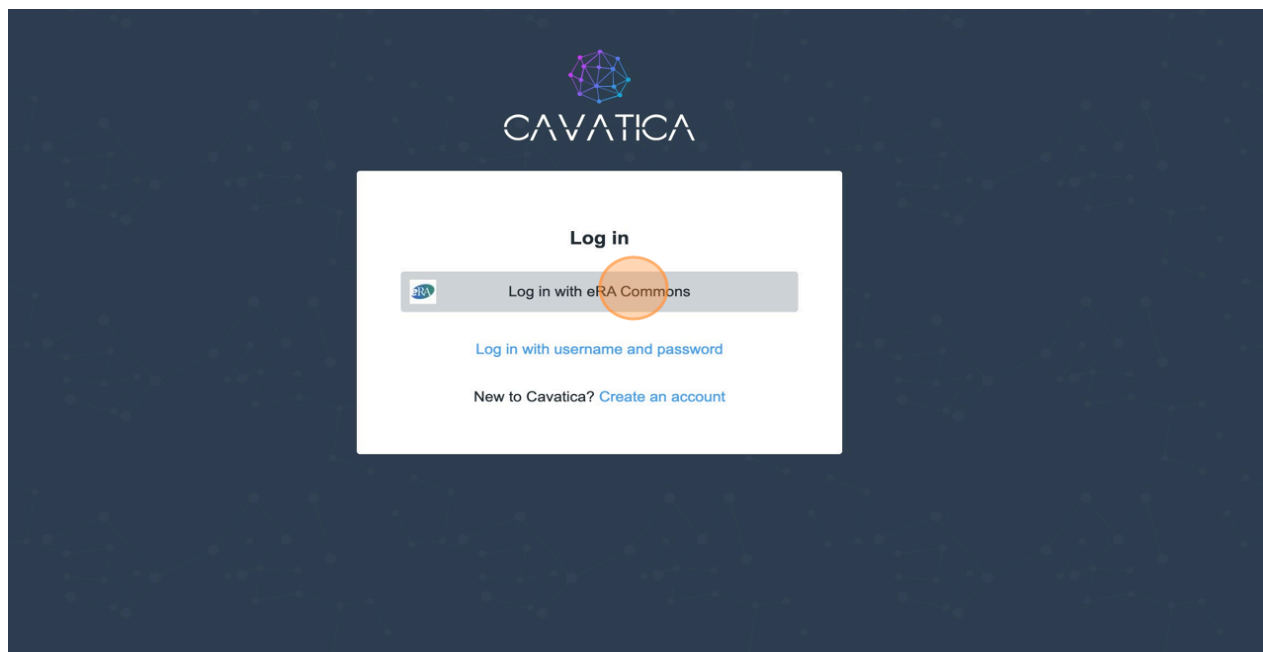 CAVATICA
Log in
eRA Log in with eRA Commons
Log in with username and password
New to Cavatica? Create an account